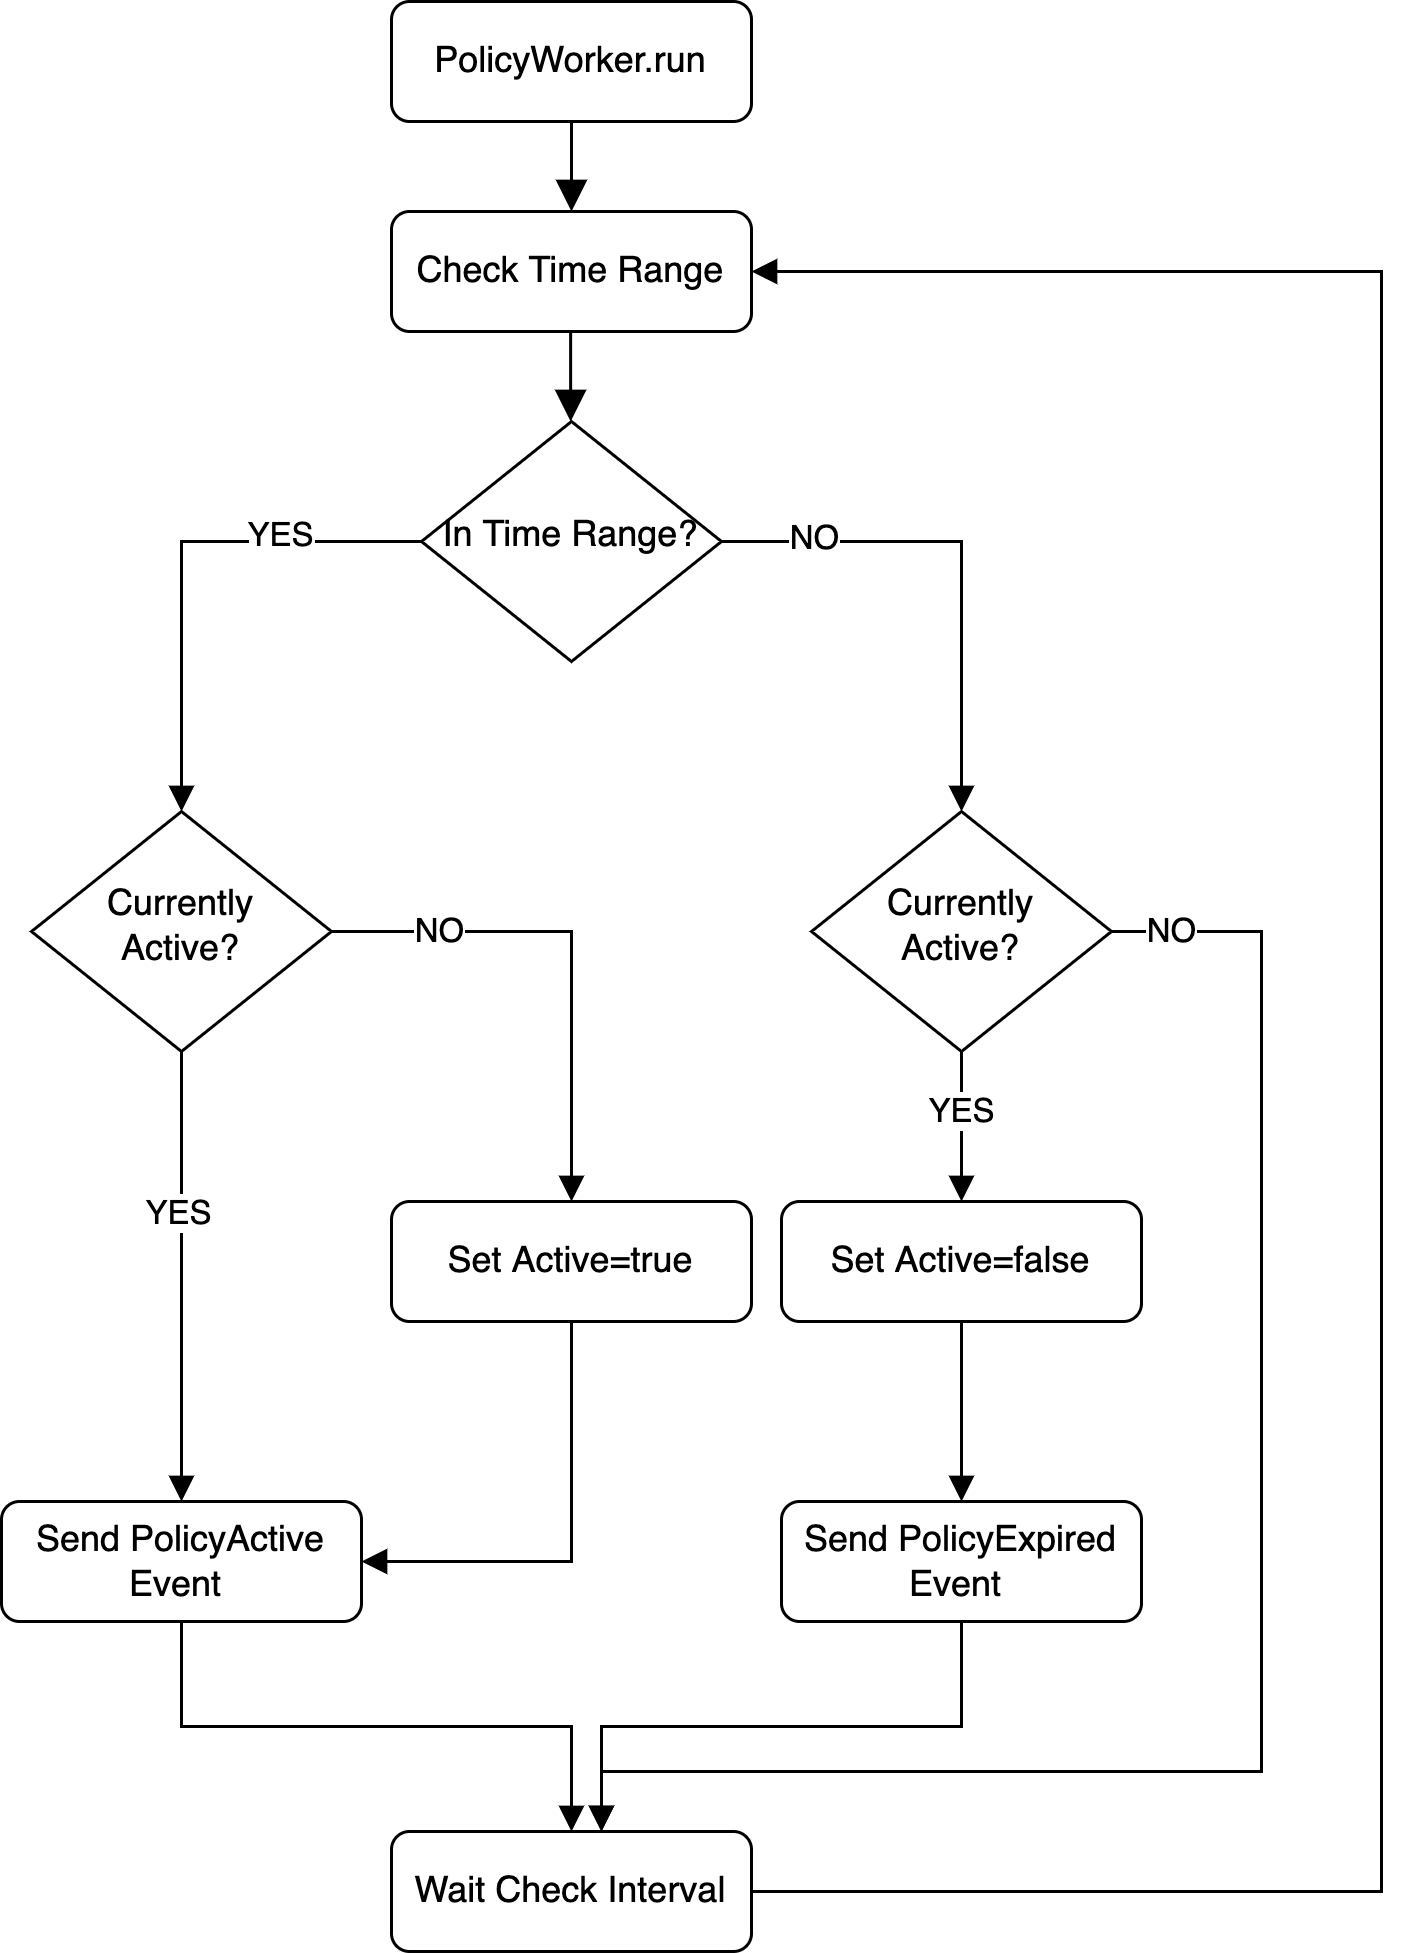 PolicyWorker.run
Check Time Range
In Time Range?
YES
NO
Currently
Active?
NO
Currently
Active?
NO
YES
YES
Set Active=true
Set Active=false
Send PolicyActive
Event
Send PolicyExpired
Event
Wait Check Interval